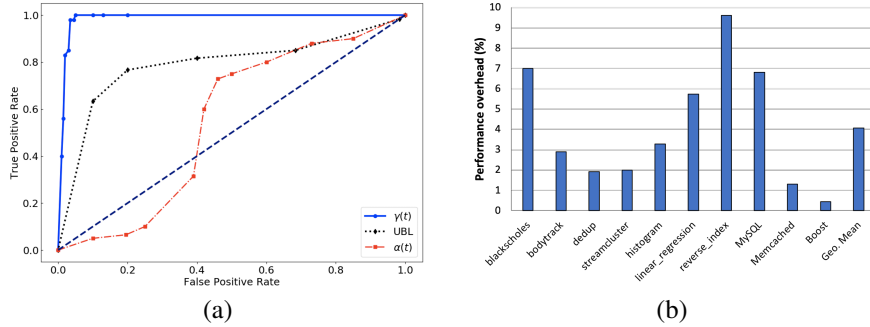 True Positive Rate
1.0
0.8
0.6
0.4
0.2
0.0
0.0
0.2
0.4
0.6
0.8
1.0
False Positive Rate
γ(t)
UBL
α(t)
(a)
Performance overhead (%)
10
9
8
7
6
5
4
3
2
1
0
blackscholes
bodytrack
dedup
streamcluster
histogram
linear_regression
reverse_index
MySQL
Memcached
Boost
Geo. Mean
(b)